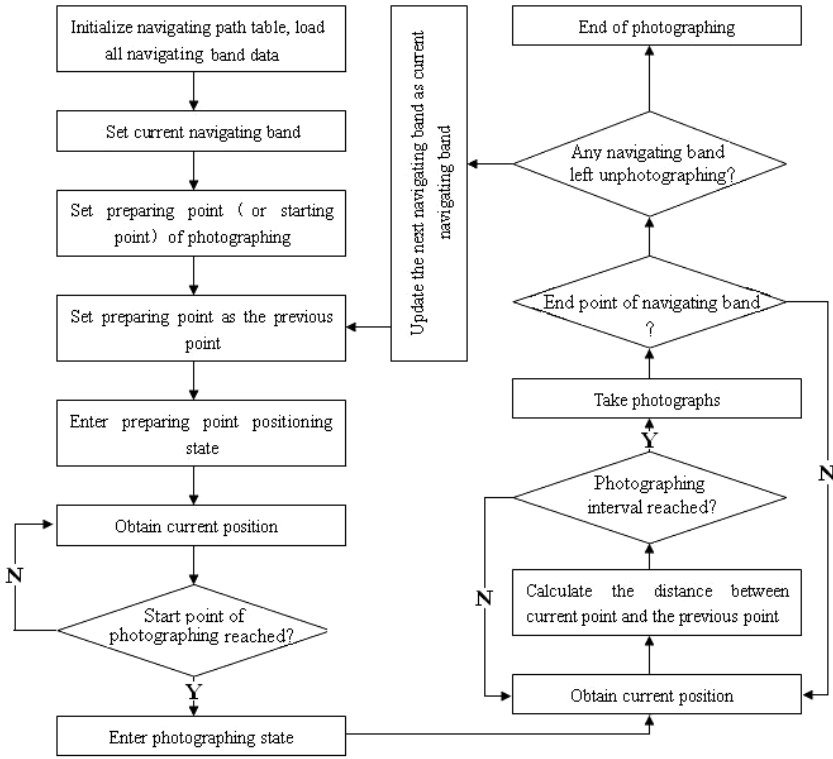 Initialize navigating path table, load
all navigating band data
Set current navigating band
Set preparing point ( or starting
point) of photographing
Set preparing point as the previous
point
Enter preparing point positioning
state
Obtain current position
N
Start point of
photographing reached?
Y
Enter photographing state
Update the next navigating band as current
navigating band
End of photographing
Any navigating band
left unphotographing?
End point of navigating band
?
Take photographs
Y
N
Photographing
interval reached?
N
Calculate the distance between
current point and the previous point
Obtain current position